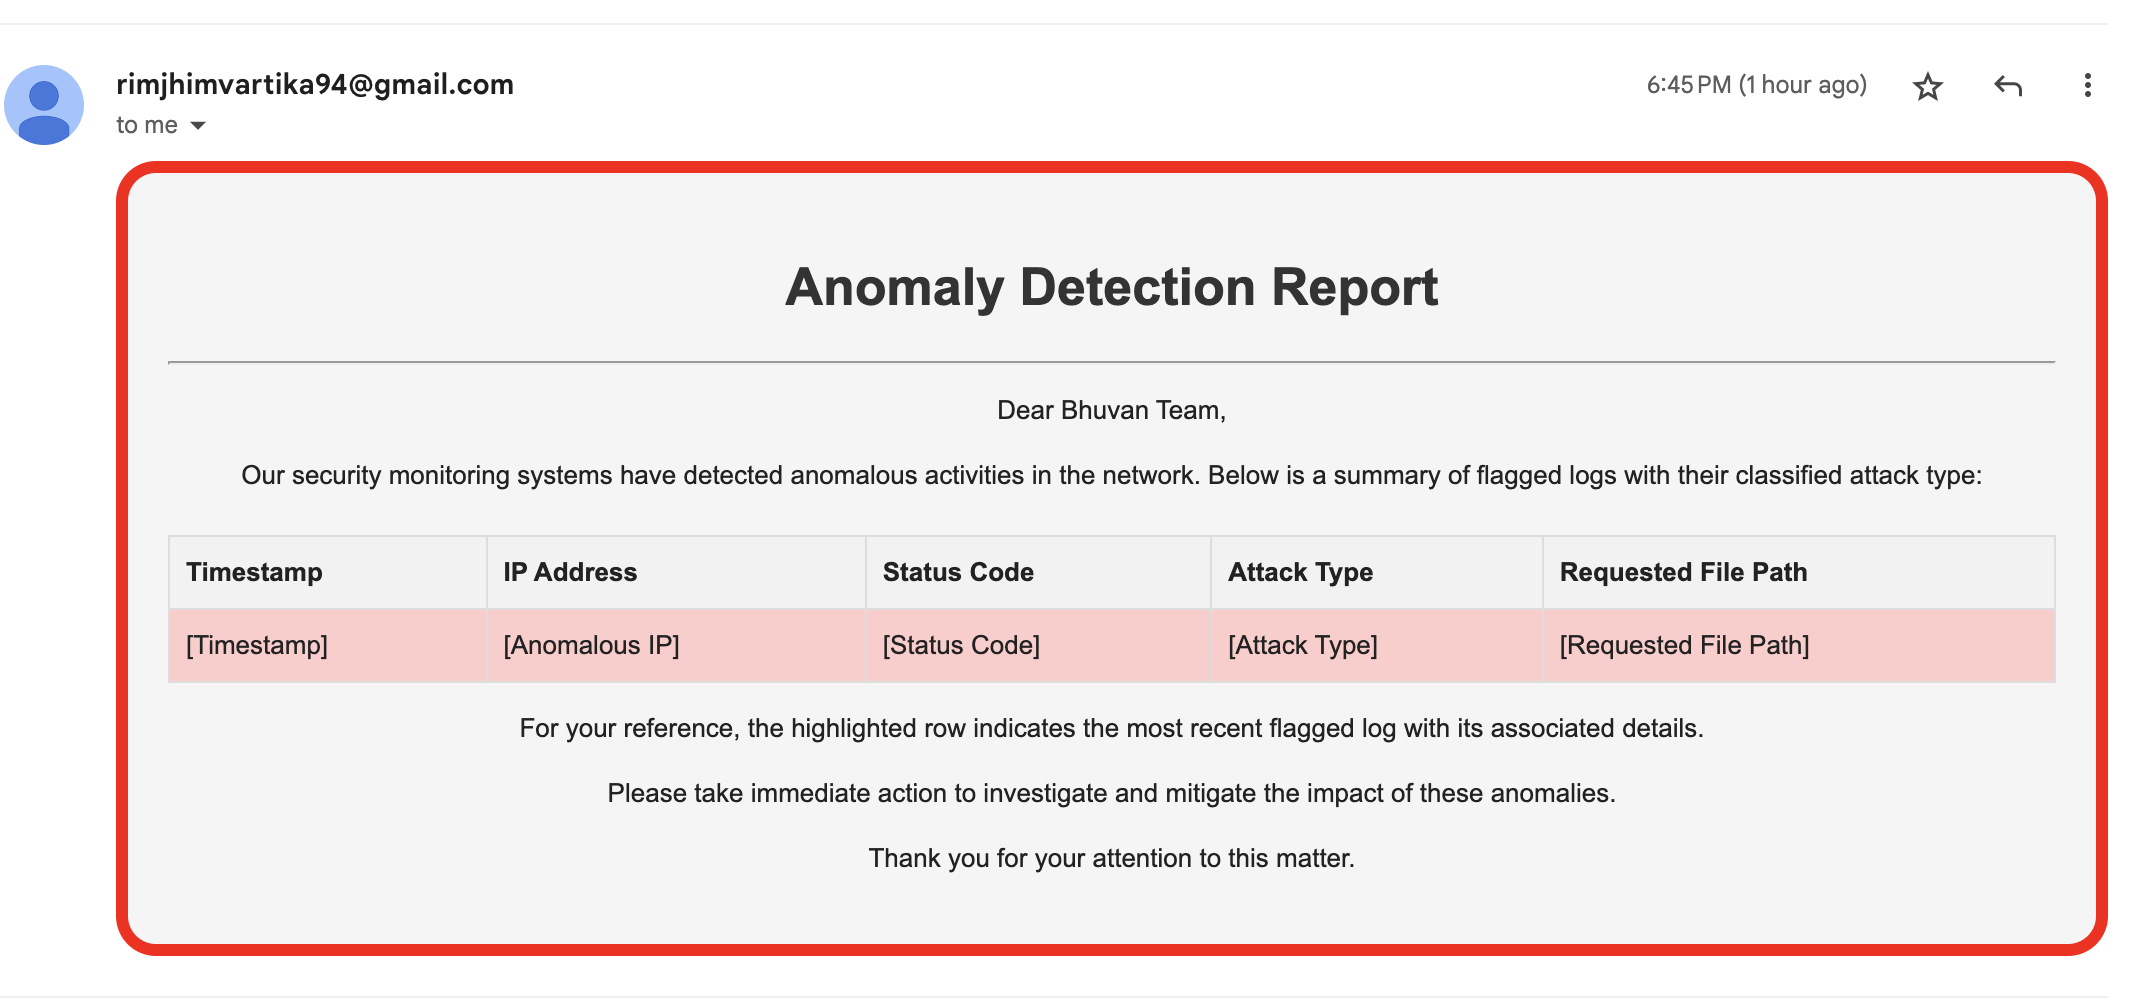 rimjhimvartika94@gmail.com
6:45 PM (1 hour ago)
to me
Anomaly Detection Report
Dear Bhuvan Team,
Our security monitoring systems have detected anomalous activities in the network. Below is a summary of flagged logs with their classified attack type:
Timestamp IP Address Status Code Attack Type Requested File Path
[Timestamp] [Anomalous IP] [Status Code] [Attack Type] [Requested File Path]
For your reference, the highlighted row indicates the most recent flagged log with its associated details.
Please take immediate action to investigate and mitigate the impact of these anomalies.
Thank you for your attention to this matter.